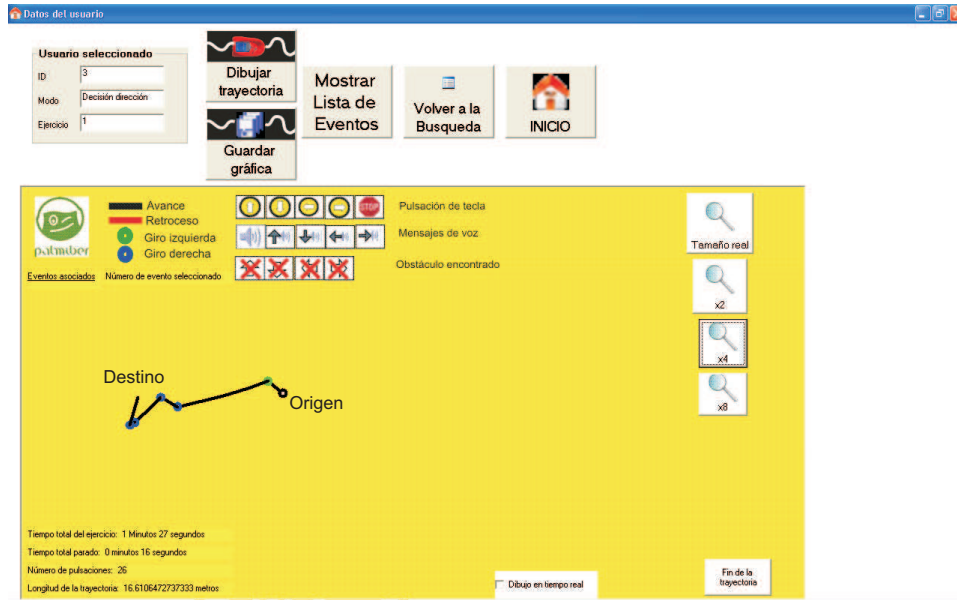 Datos del usuario
Usuario seleccionado
ID 3
Modo Decisión dirección
Ejercicio 1
Dibujar
trayectoria
Guardar
gráfica
Mostrar
Lista de
Eventos
Volver a la
Busqueda
INICIO
palmiber
Avance
Retroceso
Giro izquierda
Giro derecha
STOP
Pulsación de tecla
Mensajes de voz
Obstáculo encontrado
Eventos asociados Número de evento seleccionado
Tamaño real
x2
x4
x8
Destino
Origen
Tiempo total del ejercicio: 1 Minutos 27 segundos
Tiempo total parado: 0 minutos 16 segundos
Número de pulsaciones: 26
Longitud de la trayectoria: 16.6106472737333 metros
Dibujo en tiempo real
Fin de la
trayectoria